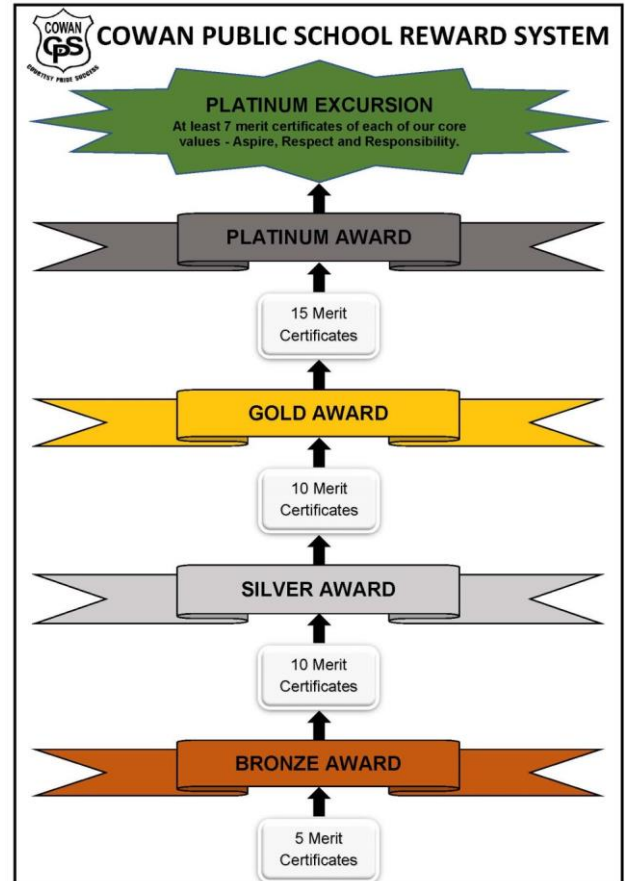 COWAN
CPS
COURTESY PRIDE SUCCESS
COWAN PUBLIC SCHOOL REWARD SYSTEM
PLATINUM EXCURSION
At least 7 merit certificates of each of our core
values - Aspire, Respect and Responsibility.
PLATINUM AWARD
15 Merit
Certificates
GOLD AWARD
10 Merit
Certificates
SILVER AWARD
10 Merit
Certificates
BRONZE AWARD
5 Merit
Certificates